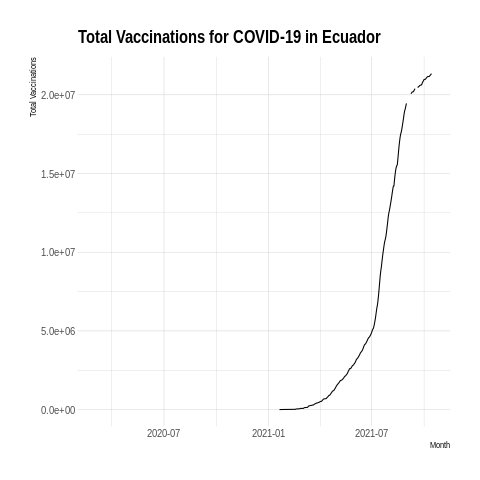 Total Vaccinations for COVID-19 in Ecuador
Total Vaccinations
2.0e+07
1.5e+07
1.0e+07
5.0e+06
0.0e+00
2020-07
2021-01
2021-07
Month